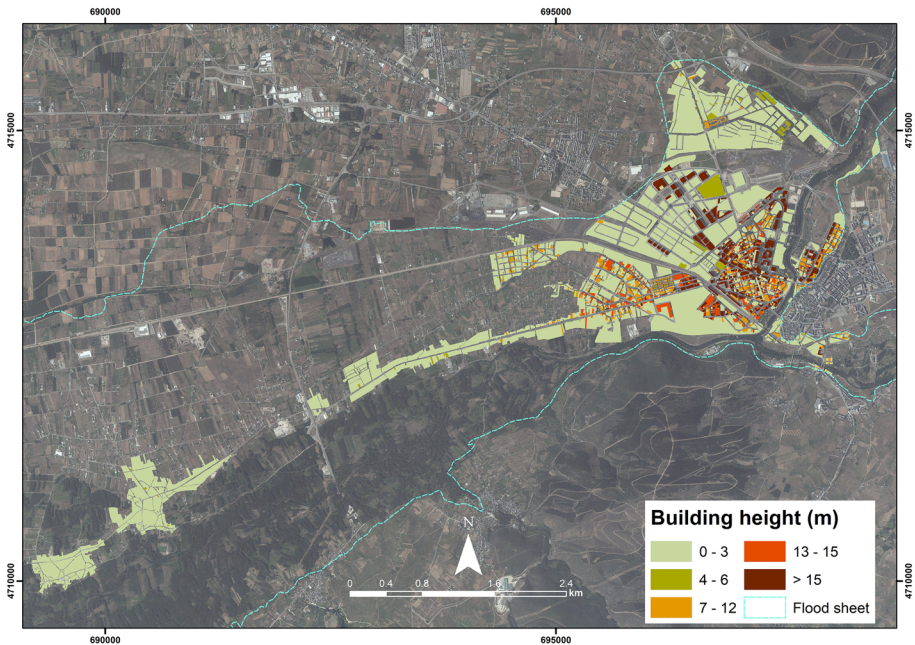 690000 695000
4715000 4715000
4710000 4710000
N
0 0.4 0.8 1.6 2.4
km
Building height (m)
0 - 3 13 - 15
4 - 6 > 15
7 - 12 Flood sheet
690000 695000